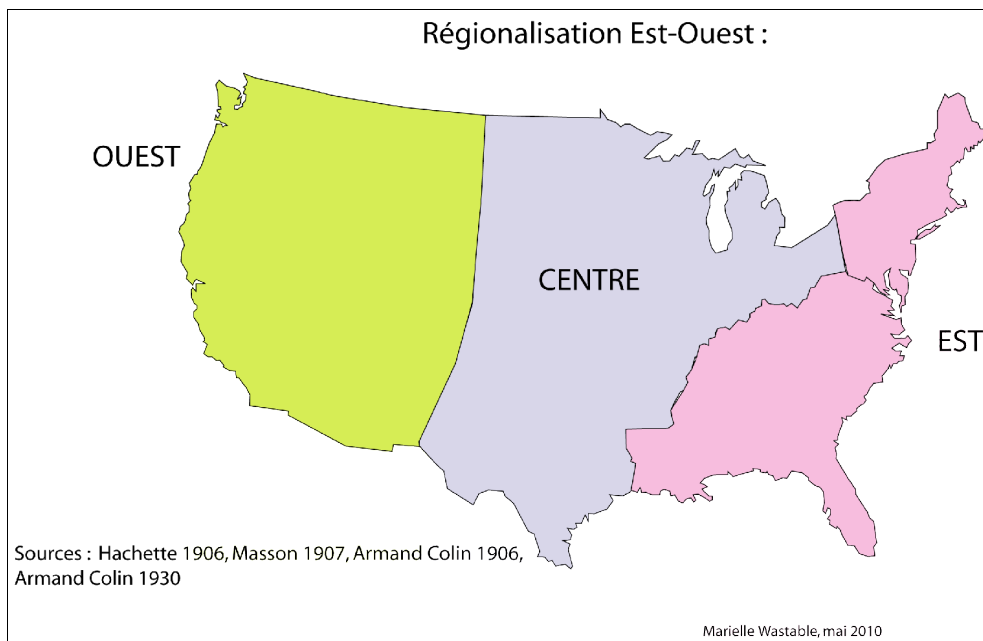 Régionalisation Est-Ouest :
OUEST
CENTRE
EST
Sources : Hachette 1906, Masson 1907, Armand Colin 1906,
Armand Colin 1930
Marielle Wastable, mai 2010